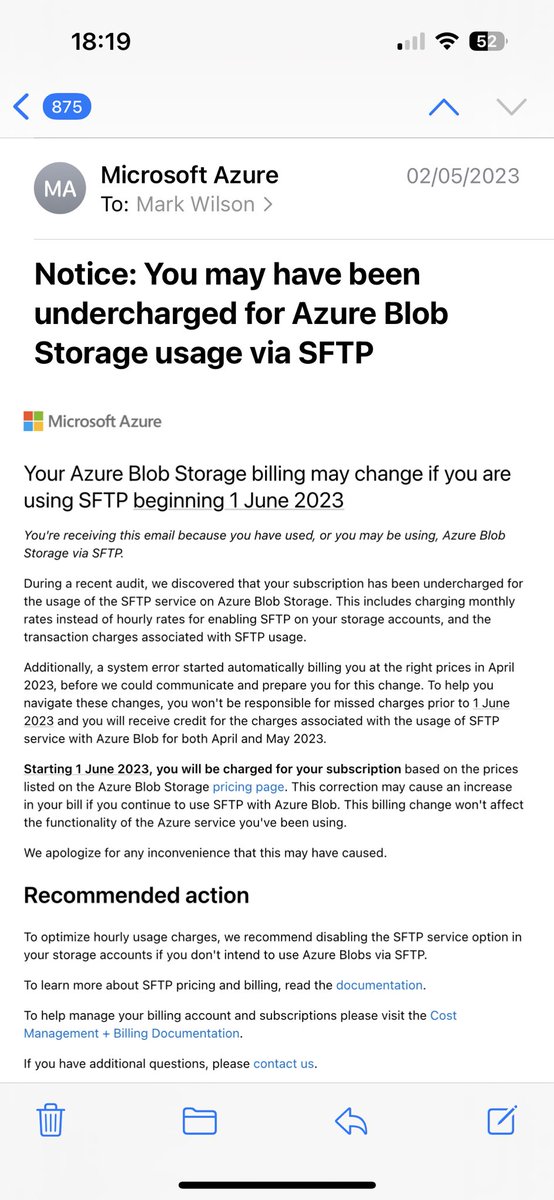 18:19
52
875
MA
Microsoft Azure
02/05/2023
To: Mark Wilson
Notice: You may have been
undercharged for Azure Blob
Storage usage via SFTP
Microsoft Azure
Your Azure Blob Storage billing may change if you are
using SFTP beginning 1 June 2023
You're receiving this email because you have used, or you may be using, Azure Blob
Storage via SFTP.
During a recent audit, we discovered that your subscription has been undercharged for
the usage of the SFTP service on Azure Blob Storage. This includes charging monthly
rates instead of hourly rates for enabling SFTP on your storage accounts, and the
transaction charges associated with SFTP usage.
Additionally, a system error started automatically billing you at the right prices in April
2023, before we could communicate and prepare you for this change. To help you
navigate these changes, you won't be responsible for missed charges prior to 1 June
2023 and you will receive credit for the charges associated with the usage of SFTP
service with Azure Blob for both April and May 2023.
Starting 1 June 2023, you will be charged for your subscription based on the prices
listed on the Azure Blob Storage pricing page. This correction may cause an increase
in your bill if you continue to use SFTP with Azure Blob. This billing change won't affect
the functionality of the Azure service you've been using.
We apologize for any inconvenience that this may have caused.
Recommended action
To optimize hourly usage charges, we recommend disabling the SFTP service option in
your storage accounts if you don't intend to use Azure Blobs via SFTP.
To learn more about SFTP pricing and billing, read the documentation.
To help manage your billing account and subscriptions please visit the Cost
Management + Billing Documentation.
If you have additional questions, please contact us.